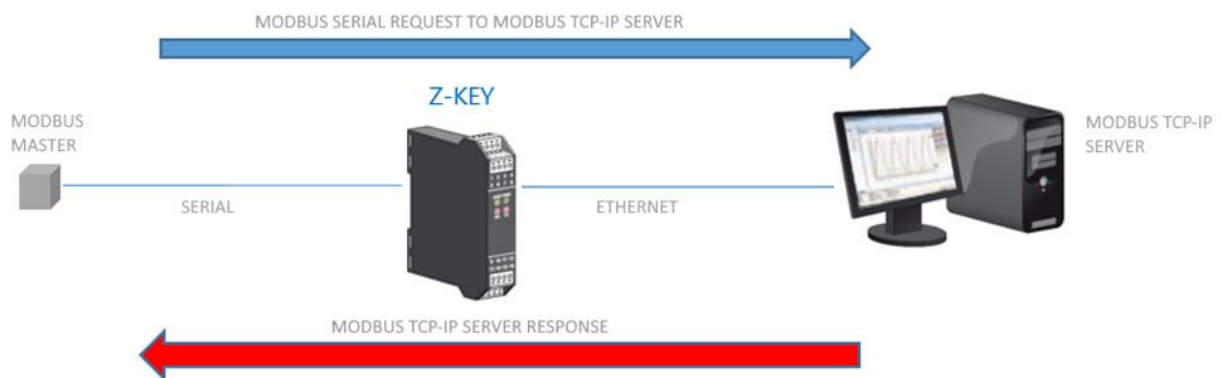 MODBUS SERIAL REQUEST TO MODBUS TCP-IP SERVER
Z-KEY
MODBUS
MASTER
MODBUS TCP-IP
SERVER
SERIAL
ETHERNET
MODBUS TCP-IP SERVER RESPONSE